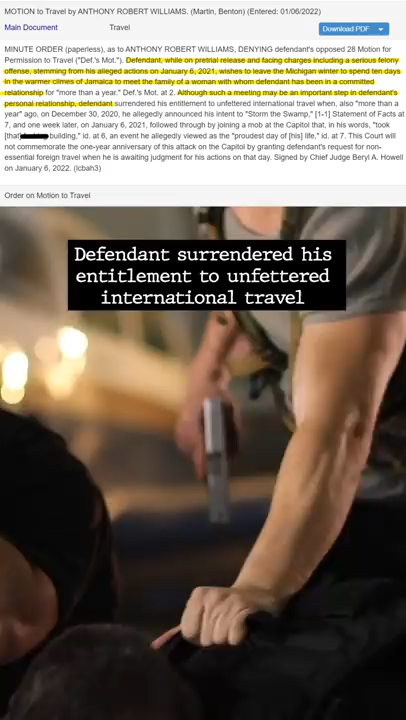 MOTION to Travel by ANTHONY ROBERT WILLIAMS. (Martin, Benton) (Entered: 01/06/2022)
Main Document Travel Download PDF
MINUTE ORDER (paperless), as to ANTHONY ROBERT WILLIAMS, DENYING defendant's opposed 28 Motion for
Permission to Travel ("Def.'s Mot."). Defendant, while on pretrial release and facing charges including a serious felony
offense, stemming from his alleged actions on January 6, 2021, wishes to leave the Michigan winter to spend ten days
in the warmer climes of Jamaica to meet the family of a woman with whom defendant has been in a committed
relationship for "more than a year." Def.'s Mot. at 2. Although such a meeting may be an important step in defendant's
personal relationship, defendant surrendered his entitlement to unfettered international travel when, also "more than a
year" ago, on December 30, 2020, he allegedly announced his intent to "Storm the Swamp," [1-1] Statement of Facts at
7, and one week later, on January 6, 2021, followed through by joining a mob at the Capitol that, in his words, "took
[that] building," id. at 6, an event he allegedly viewed as the "proudest day of [his] life," id. at 7. This Court will
not commemorate the one-year anniversary of this attack on the Capitol by granting defendant's request for non-
essential foreign travel when he is awaiting judgment for his actions on that day. Signed by Chief Judge Beryl A. Howell
on January 6, 2022. (lcbah3)
Order on Motion to Travel
Defendant surrendered his
entitlement to unfettered
international travel